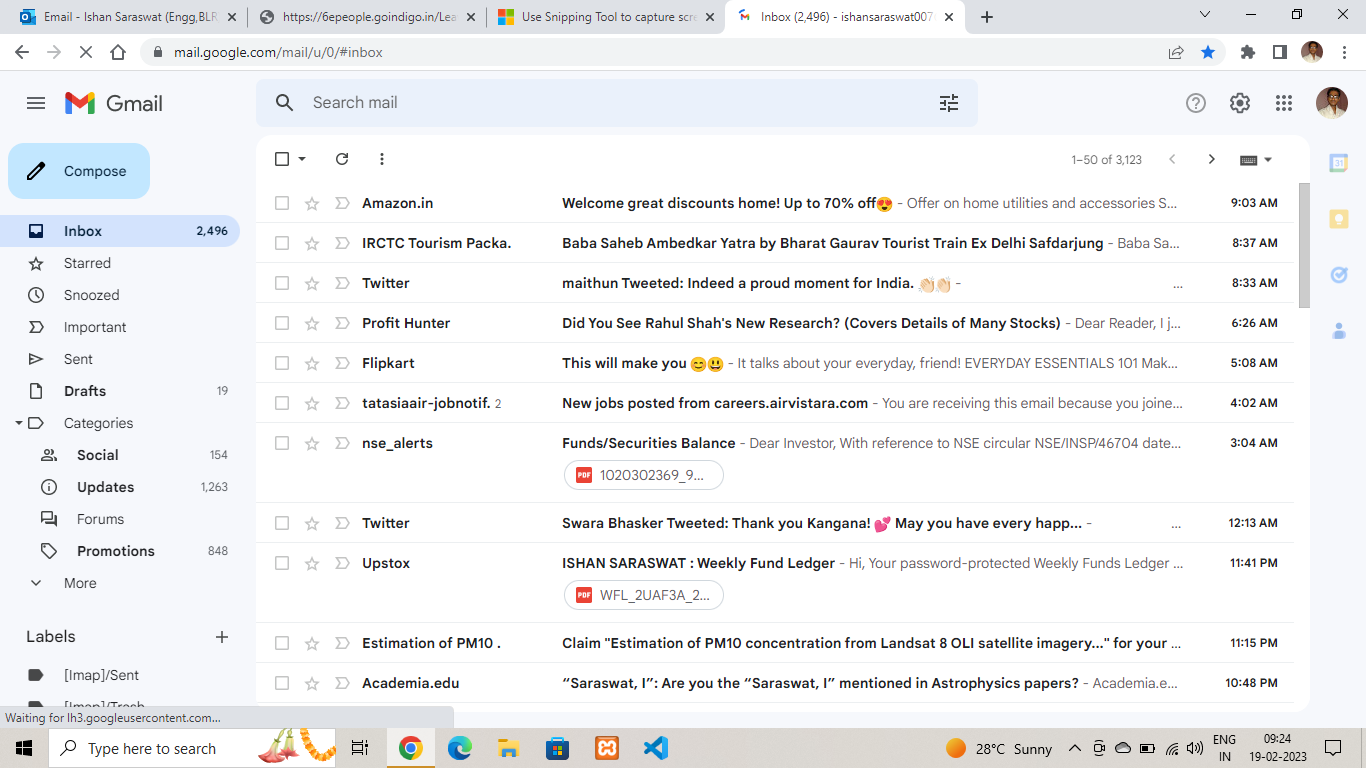 Email - Ishan Saraswat (Engg,BLR
https://6epeople.goindigo.in/Lea
Use Snipping Tool to capture scre
Inbox (2,496) - ishansaraswat007
mail.google.com/mail/u/0/#inbox
Gmail
Search mail
Compose
1–50 of 3,123
Inbox 2,496
Starred
Snoozed
Important
Sent
Drafts 19
Categories
Social 154
Updates 1,263
Forums
Promotions 848
More
Labels
[Imap]/Sent
[Imap]/Trash
Amazon.in Welcome great discounts home! Up to 70% off😍 - Offer on home utilities and accessories S... 9:03 AM
IRCTC Tourism Packa. Baba Saheb Ambedkar Yatra by Bharat Gaurav Tourist Train Ex Delhi Safdarjung - Baba Sa... 8:37 AM
Twitter maithun Tweeted: Indeed a proud moment for India. 👏🏻👏🏻 - ... 8:33 AM
Profit Hunter Did You See Rahul Shah's New Research? (Covers Details of Many Stocks) - Dear Reader, I j... 6:26 AM
Flipkart This will make you 😊😃 - It talks about your everyday, friend! EVERYDAY ESSENTIALS 101 Mak... 5:08 AM
tatasiaair-jobnotif. 2 New jobs posted from careers.airvistara.com - You are receiving this email because you joine... 4:02 AM
nse_alerts Funds/Securities Balance - Dear Investor, With reference to NSE circular NSE/INSP/46704 date... 3:04 AM
PDF 1020302369_9...
Twitter Swara Bhasker Tweeted: Thank you Kangana! 💕 May you have every happ... - ... 12:13 AM
Upstox ISHAN SARASWAT : Weekly Fund Ledger - Hi, Your password-protected Weekly Funds Ledger ... 11:41 PM
PDF WFL_2UAF3A_2...
Estimation of PM10 . Claim "Estimation of PM10 concentration from Landsat 8 OLI satellite imagery..." for your ... 11:15 PM
Academia.edu “Saraswat, I”: Are you the “Saraswat, I” mentioned in Astrophysics papers? - Academia.e... 10:48 PM
31
Waiting for lh3.googleusercontent.com...
Type here to search
28°C Sunny
ENG
IN
09:24
19-02-2023